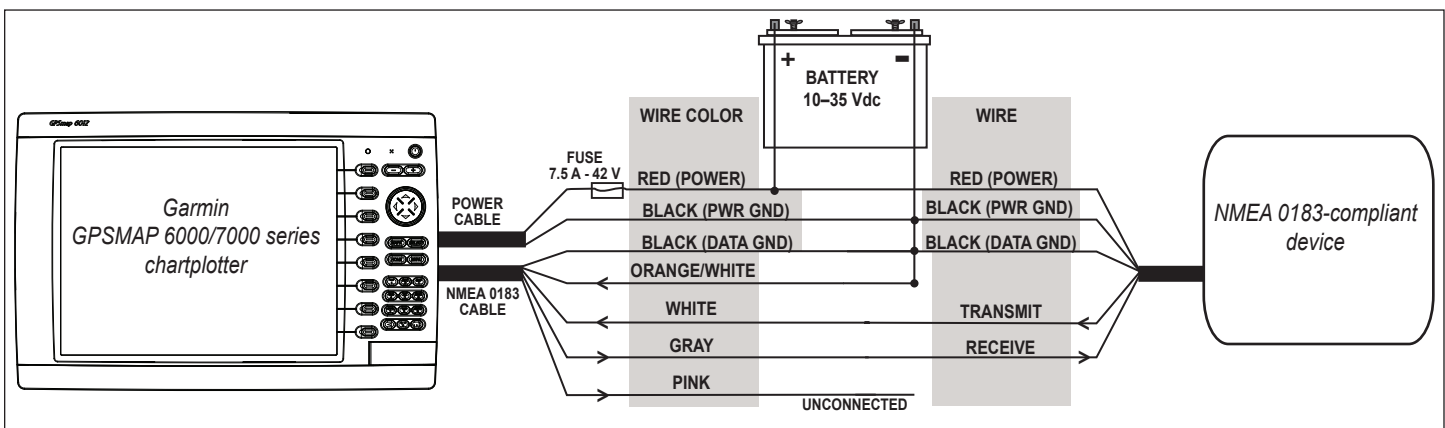 GPSmap 6012
Garmin
GPSMAP 6000/7000 series
chartplotter
POWER
CABLE
NMEA 0183
CABLE
FUSE
7.5 A - 42 V
WIRE COLOR
RED (POWER)
BLACK (PWR GND)
BLACK (DATA GND)
ORANGE/WHITE
WHITE
GRAY
PINK
UNCONNECTED
+ -
BATTERY
10–35 Vdc
WIRE
RED (POWER)
BLACK (PWR GND)
BLACK (DATA GND)
TRANSMIT
RECEIVE
NMEA 0183-compliant
device